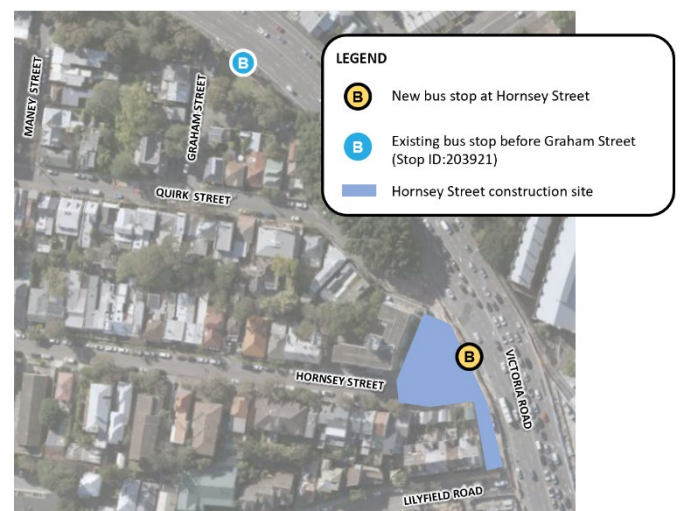 LEGEND
B New bus stop at Hornsey Street
B Existing bus stop before Graham Street
(Stop ID:203921)
Hornsey Street construction site
B
MANEY STREET
GRAHAM STREET
QUIRK STREET
B
HORNSEY STREET
VICTORIA ROAD
LILYFIELD ROAD